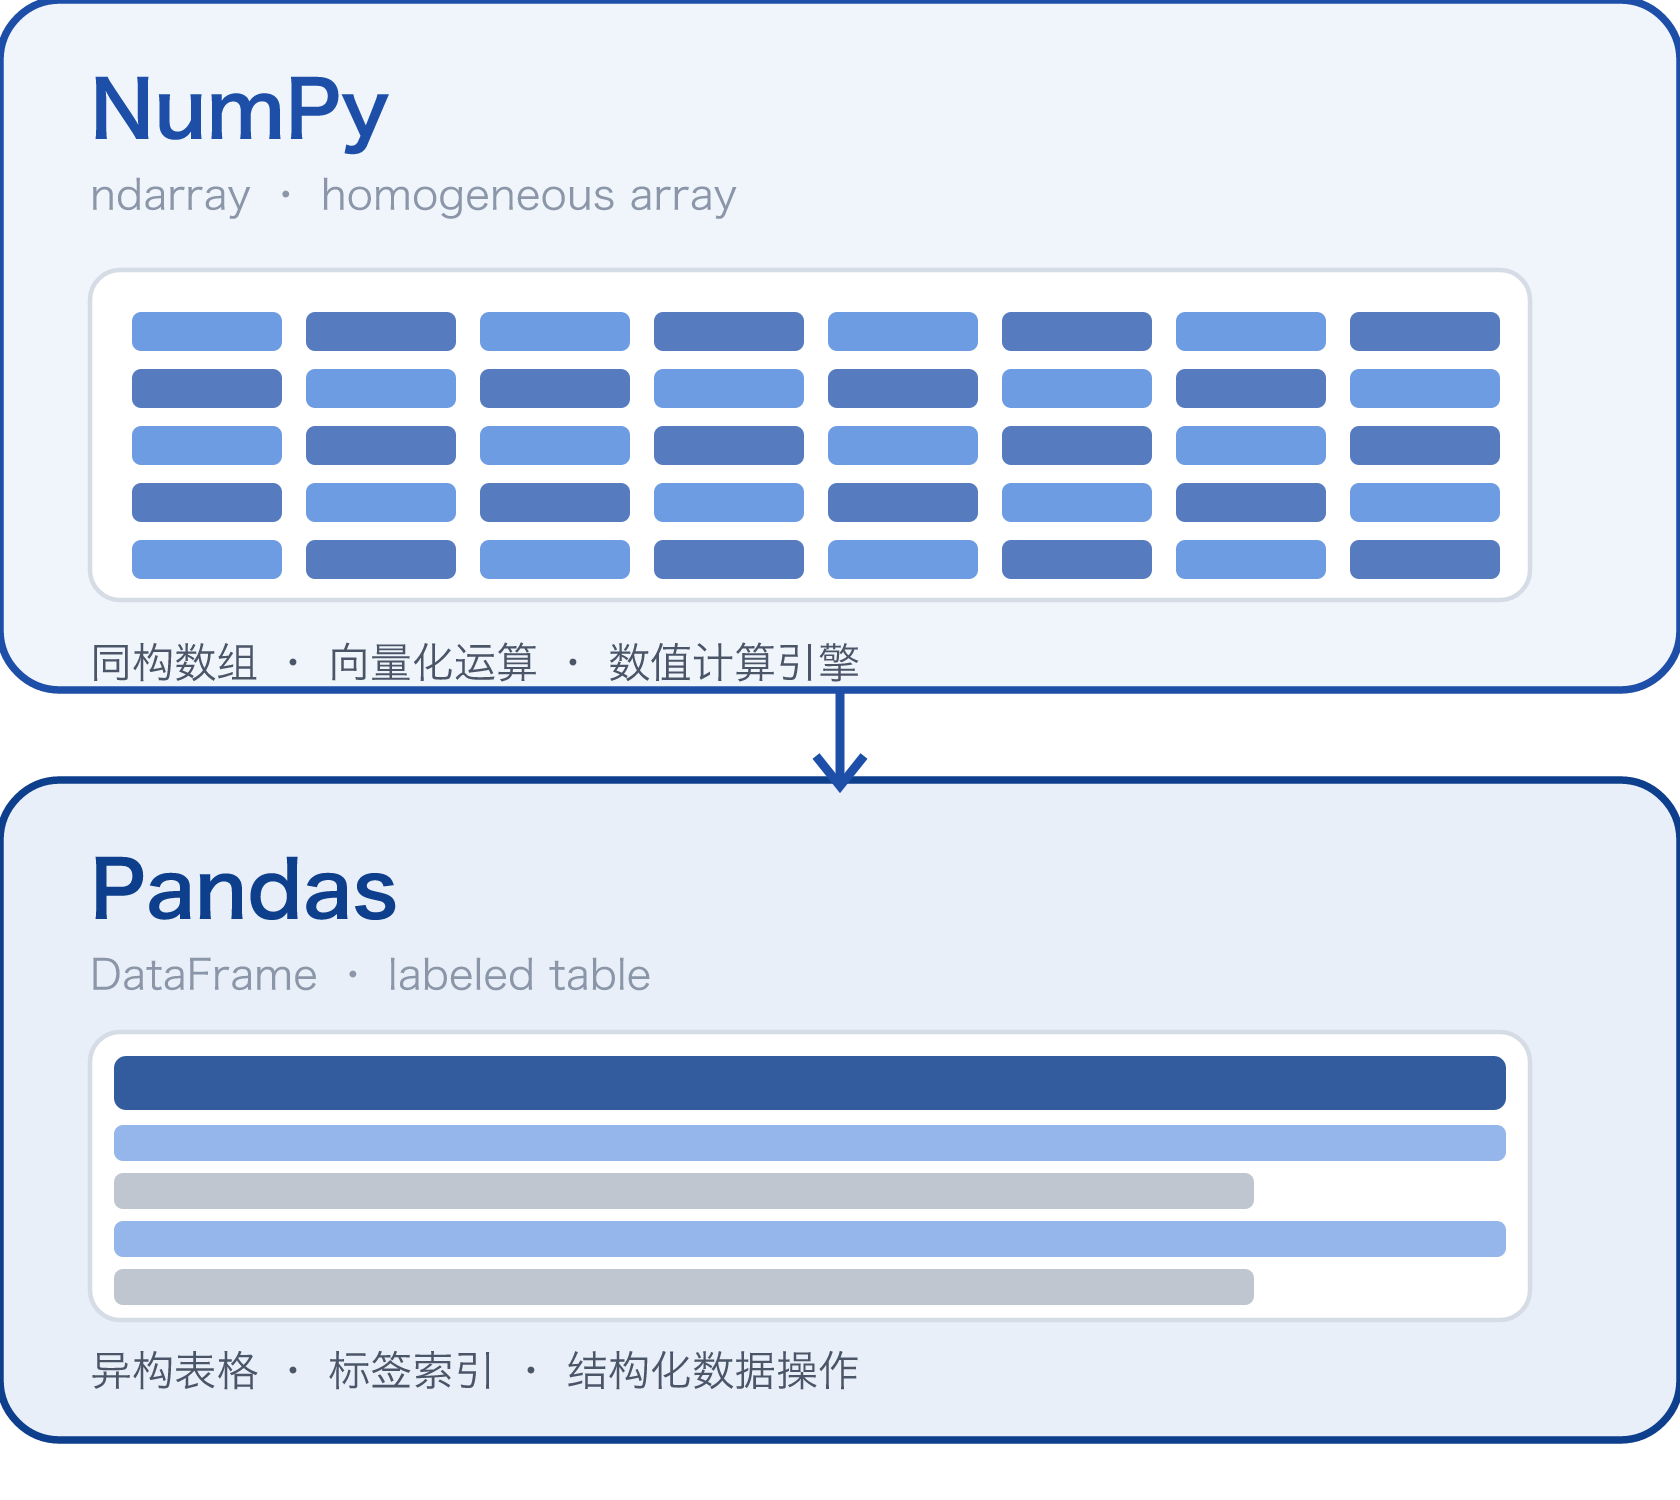 NumPy
ndarray · homogeneous array
同构数组 · 向量化运算 · 数值计算引擎
Pandas
DataFrame · labeled table
异构表格 · 标签索引 · 结构化数据操作